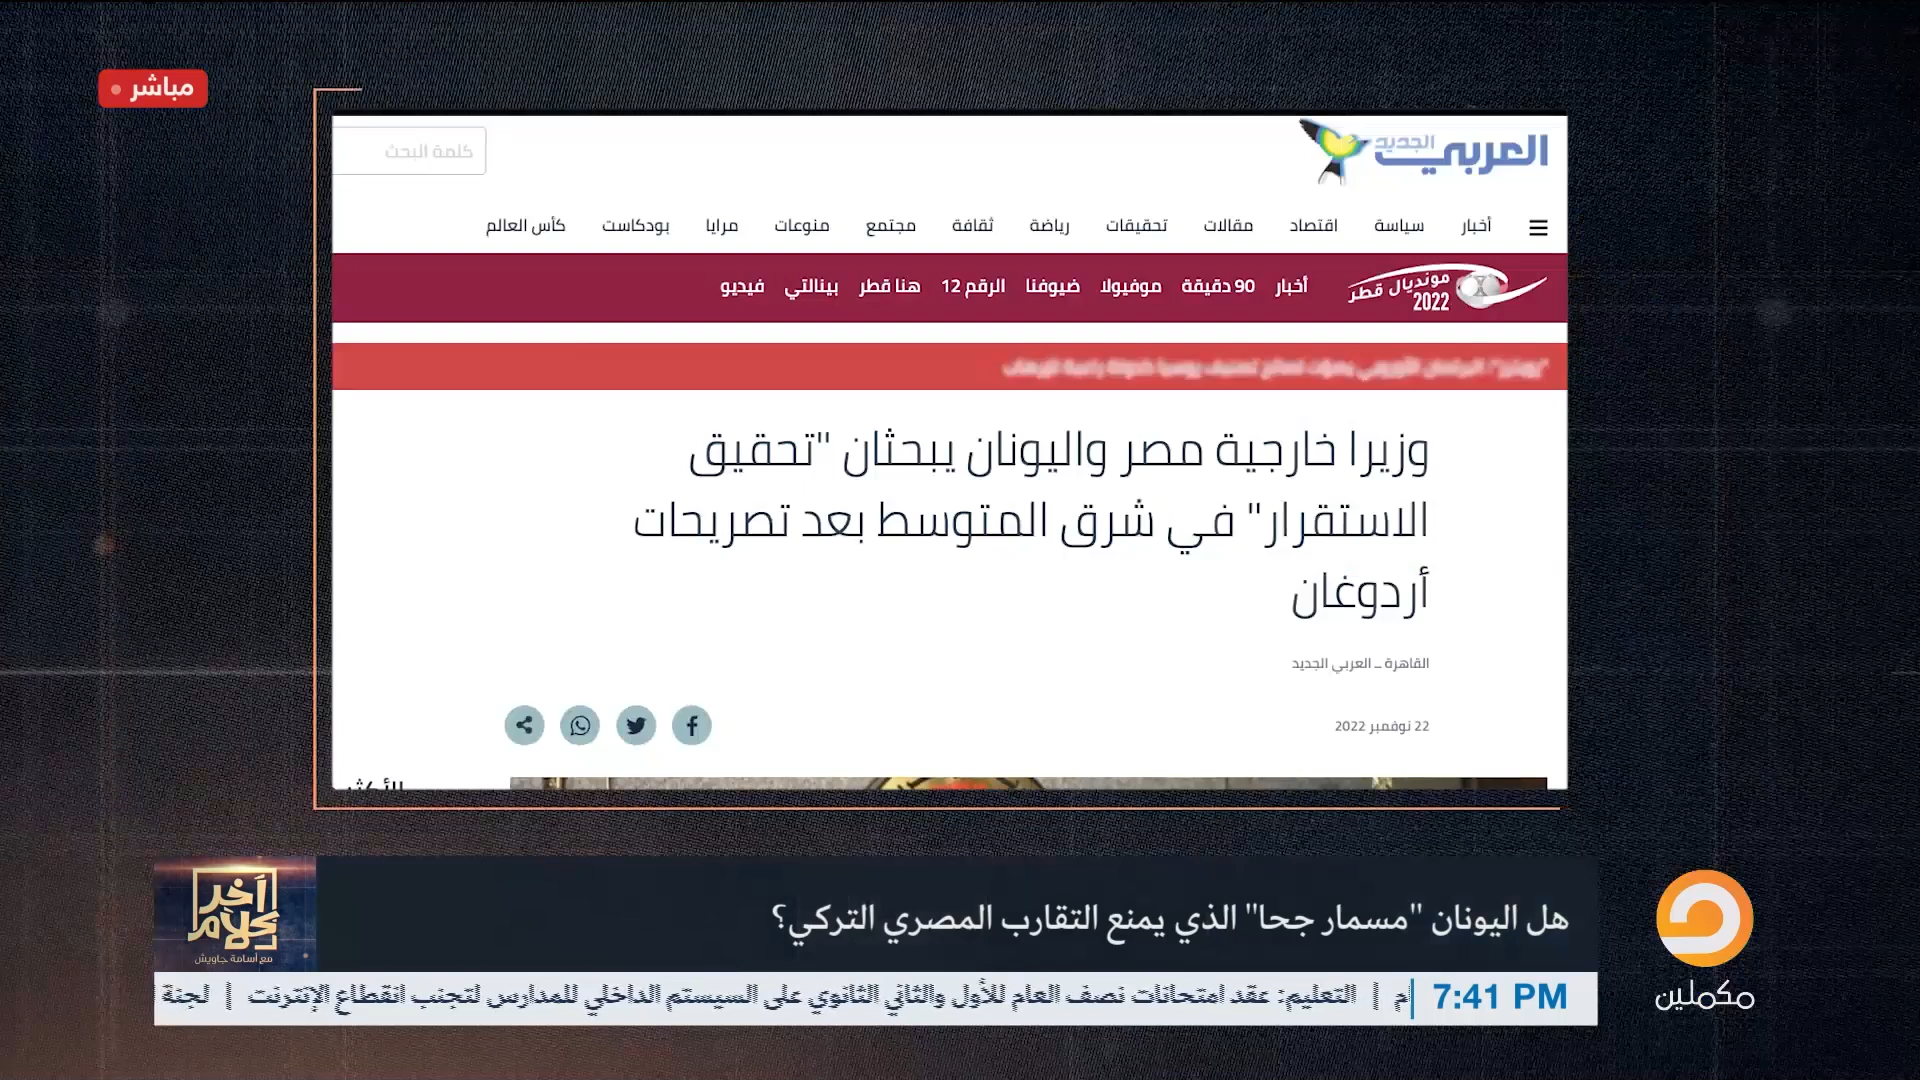 مباشر
العربي الجديد
كلمة البحث
أخبار سياسة اقتصاد مقالات تحقيقات رياضة ثقافة مجتمع منوعات مرايا بودكاست كأس العالم
مونديال قطر 2022
أخبار 90 دقيقة موفيولا ضيوفنا الرقم 12 هنا قطر بينالتي فيديو
وزيرا خارجية مصر واليونان يبحثان "تحقيق
الاستقرار" في شرق المتوسط بعد تصريحات
أردوغان
القاهرة ــ العربي الجديد
22 نوفمبر 2022
هل اليونان "مسمار جحا" الذي يمنع التقارب المصري التركي؟
آخر كلام
مع أسامة جاويش
7:41 PM
م | التعليم: عقد امتحانات نصف العام للأول والثاني الثانوي على السيستم الداخلي للمدارس لتجنب انقطاع الإنترنت | لجنة
مكملين